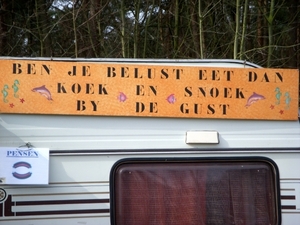 BEN JE BELUST EET DAN
KOEK EN SNOEK
BY DE GUST
PENSEN